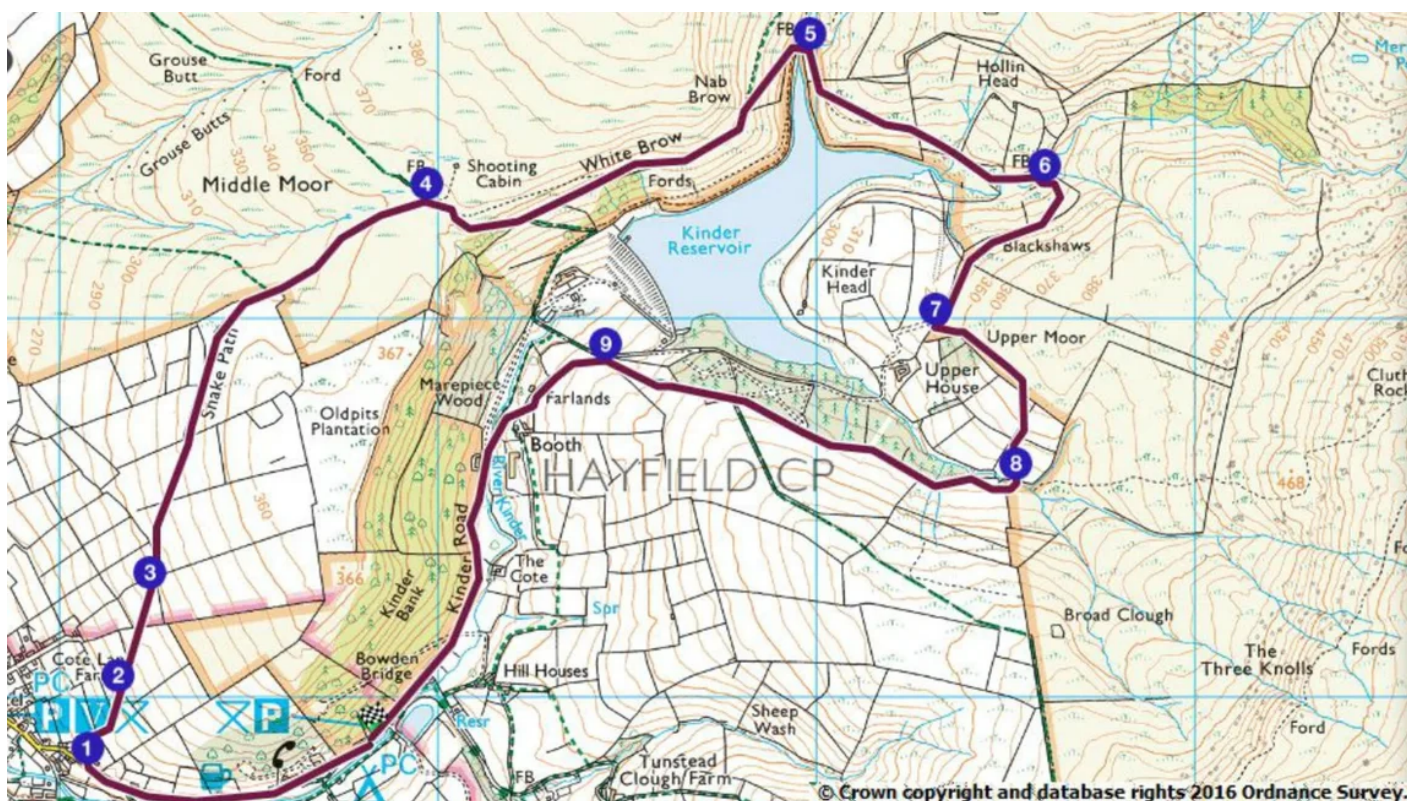 380
5
FB
Grouse
Butt
Ford
370
Nab
Brow
Hollin
Head
Grouse Butts
330
340
350
310
Middle Moor
FB
4
Shooting
Cabin
White Brow
Fords
FB
6
Kinder
Reservoir
300
310
Kinder
Head
Blackshaws
300
290
270
360
370
380
7
Upper Moor
Snake Path
367
9
Marepiece
Wood
Upper
House
Oldpits
Plantation
Farlands
Booth
HAYFIELD CP
8
468
360
River Kinder
Kinder Road
3
366
The
Cote
Kinder
Bank
Spr
Broad Clough
2
Bowden
Bridge
Hill Houses
The
Three Knolls
Fords
PC
P
V
P
1
Resr
Sheep
Wash
Ford
PC
FB
Tunstead
Clough/Farm
© Crown copyright and database rights 2016 Ordnance Survey.